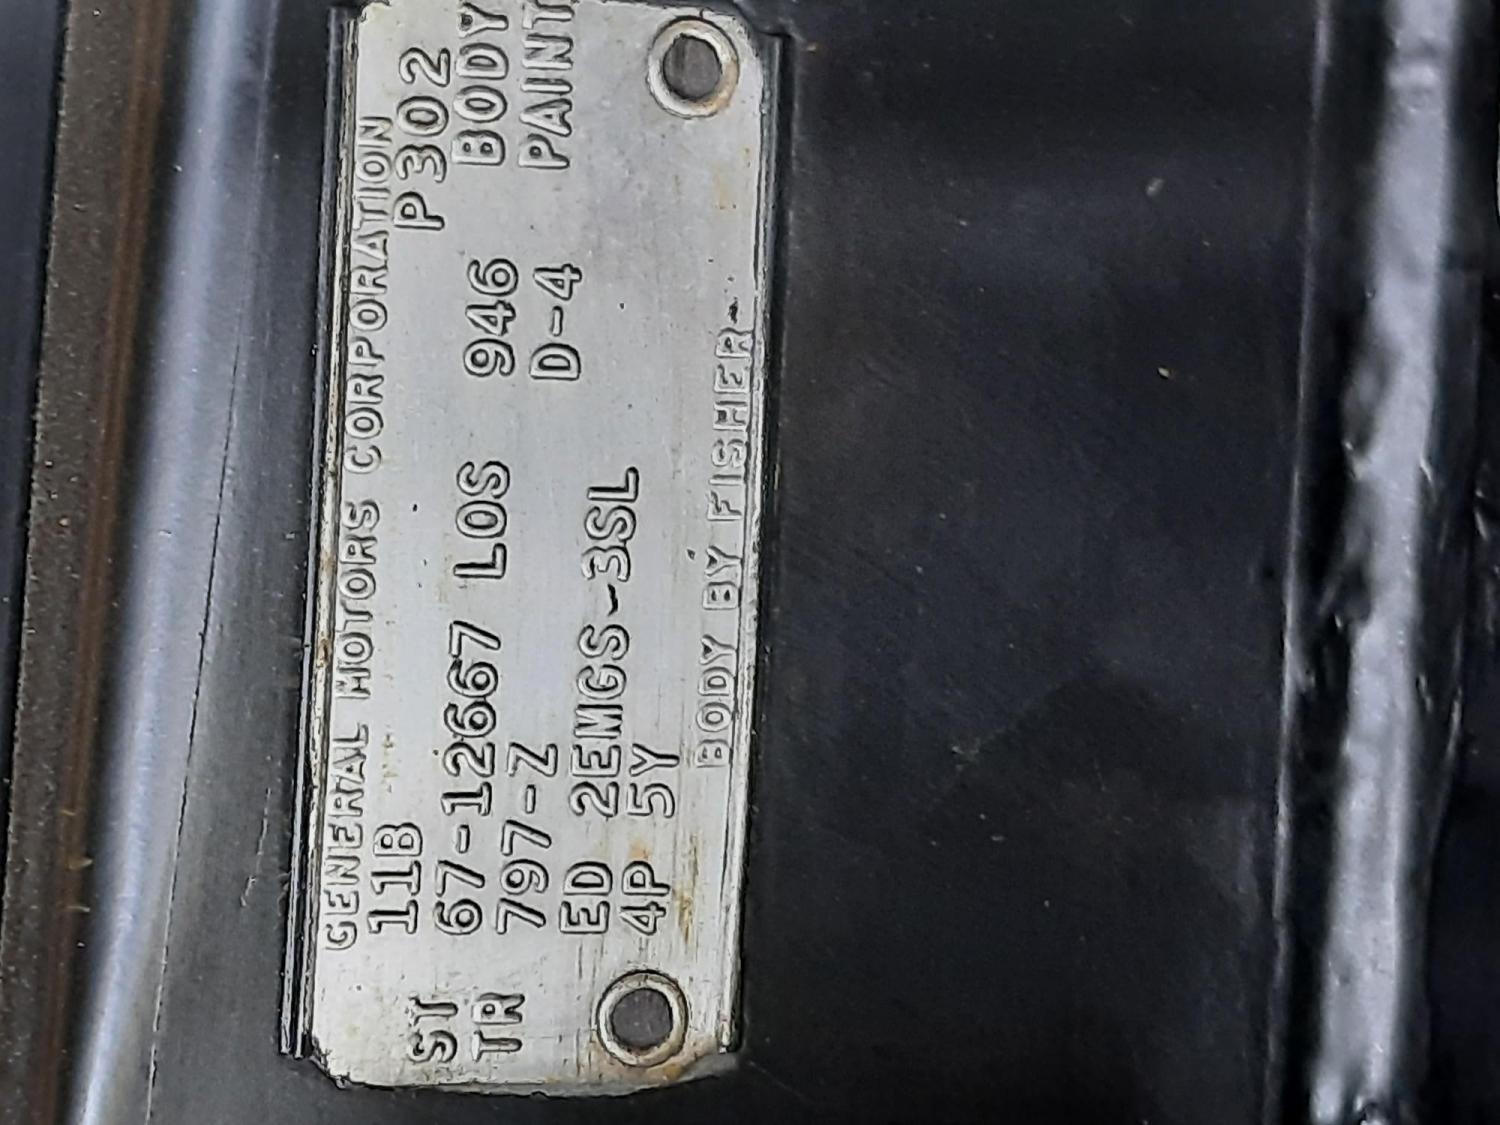 GENERAL MOTORS CORPORATION
11B P302
ST 67-12667 LOS 946 BODY
TR 797-Z D-4 PAINT
ED 2EMGS-3SL
4P 5Y
BODY BY FISHER